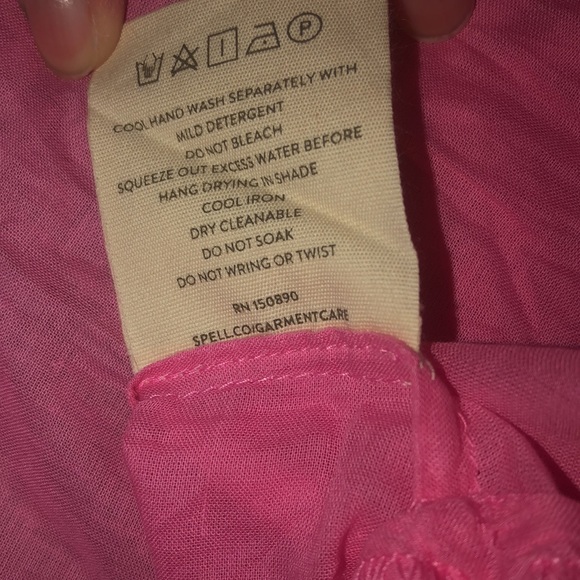 P
COOL HAND WASH SEPARATELY WITH
MILD DETERGENT
DO NOT BLEACH
SQUEEZE OUT EXCESS WATER BEFORE
HANG DRYING IN SHADE
COOL IRON
DRY CLEANABLE
DO NOT SOAK
DO NOT WRING OR TWIST
RN 150890
SPELL.CO/GARMENTCARE